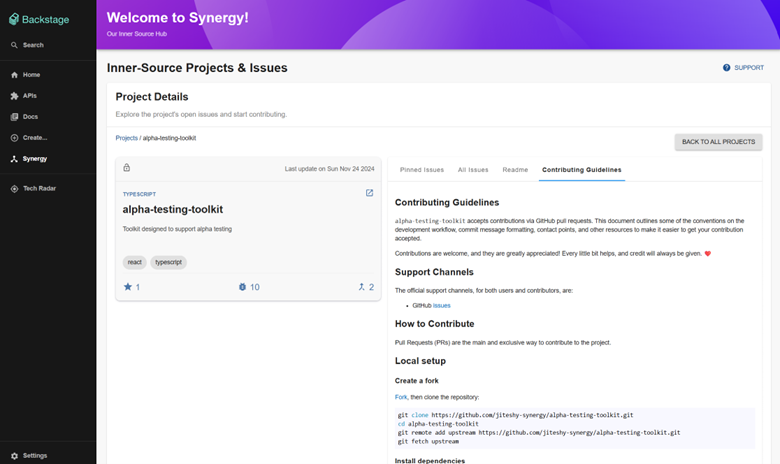 Backstage
Search
Home
APIs
Docs
Create...
Synergy
Tech Radar
Settings
Welcome to Synergy!
Our Inner Source Hub
Inner-Source Projects & Issues
SUPPORT
Project Details
Explore the project's open issues and start contributing.
Projects / alpha-testing-toolkit
BACK TO ALL PROJECTS
Last update on Sun Nov 24 2024
TYPESCRIPT
alpha-testing-toolkit
Toolkit designed to support alpha testing
react typescript
1 10 2
Pinned Issues All Issues Readme Contributing Guidelines
Contributing Guidelines
alpha-testing-toolkit accepts contributions via GitHub pull requests. This document outlines some of the conventions on the
development workflow, commit message formatting, contact points, and other resources to make it easier to get your contribution
accepted.
Contributions are welcome, and they are greatly appreciated! Every little bit helps, and credit will always be given. ❤️
Support Channels
The official support channels, for both users and contributors, are:
• GitHub issues
How to Contribute
Pull Requests (PRs) are the main and exclusive way to contribute to the project.
Local setup
Create a fork
Fork, then clone the repository:
git clone https://github.com/jiteshy-synergy/alpha-testing-toolkit.git
cd alpha-testing-toolkit
git remote add upstream https://github.com/jiteshy-synergy/alpha-testing-toolkit.git
git fetch upstream
Install dependencies